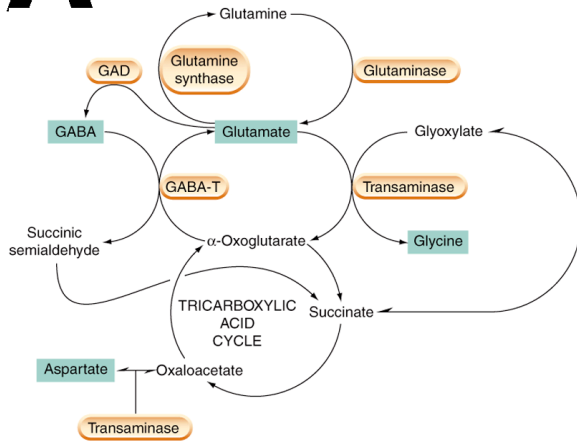 Glutamine
GAD
Glutamine
synthase
Glutaminase
GABA
Glutamate
Glyoxylate
GABA-T
Transaminase
Succinic
semialdehyde
α-Oxoglutarate
Glycine
TRICARBOXYLIC
ACID
CYCLE
Succinate
Aspartate
Oxaloacetate
Transaminase